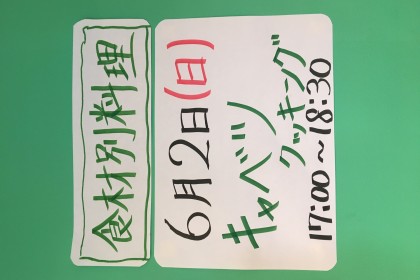 食材別料理
6月2日(日)
キャベツ
クッキング
17:00～18:30